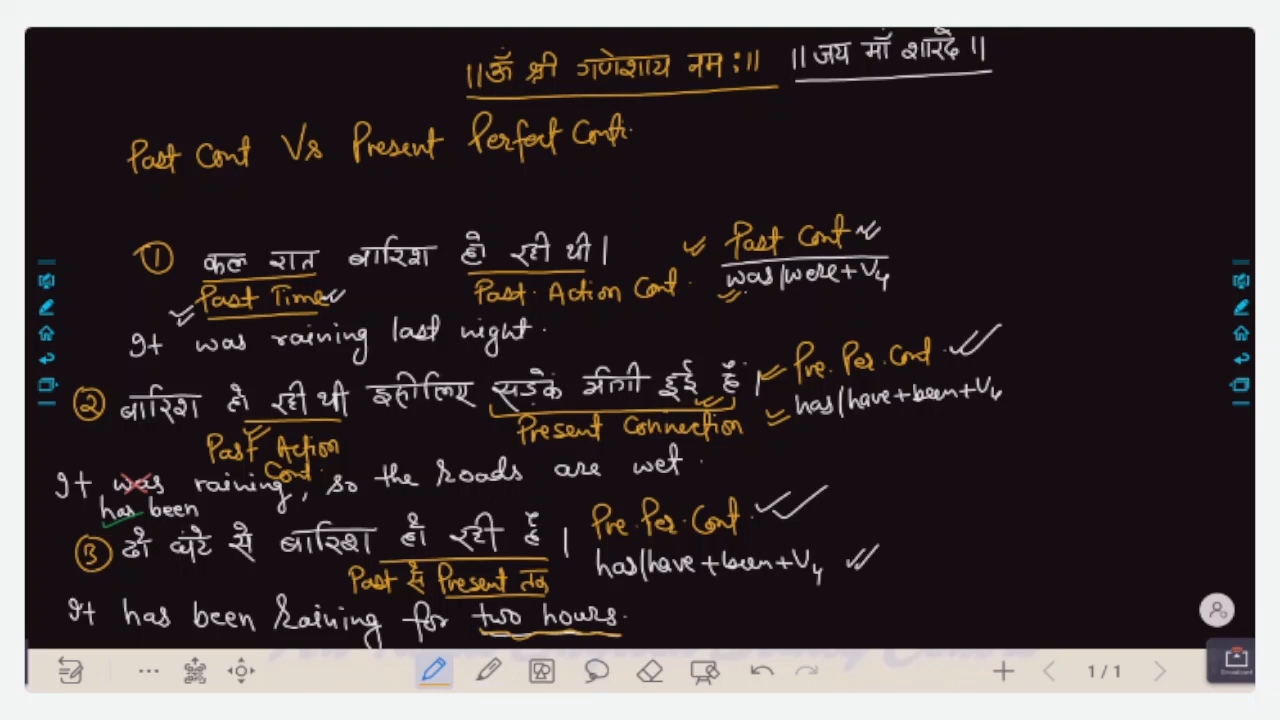 ||ॐ श्री गणेशाय नमः|| ||जय माँ शारदे||
Past Cont Vs Present Perfect Cont.
① कल रात बारिश हो रही थी| Past Cont
Past Time Past Action Cont. was/were+V4
It was raining last night.
② बारिश हो रही थी इसीलिए सड़कें भीगी हुई हैं| Pre.Per.Cont
Past Action Cont. Present Connection has/have+been+V4
It was raining, so the roads are wet.
has been
③ दो घंटे से बारिश हो रही है| Pre.Per.Cont
Past से Present तक has/have+been+V4
It has been raining for two hours.
1/1